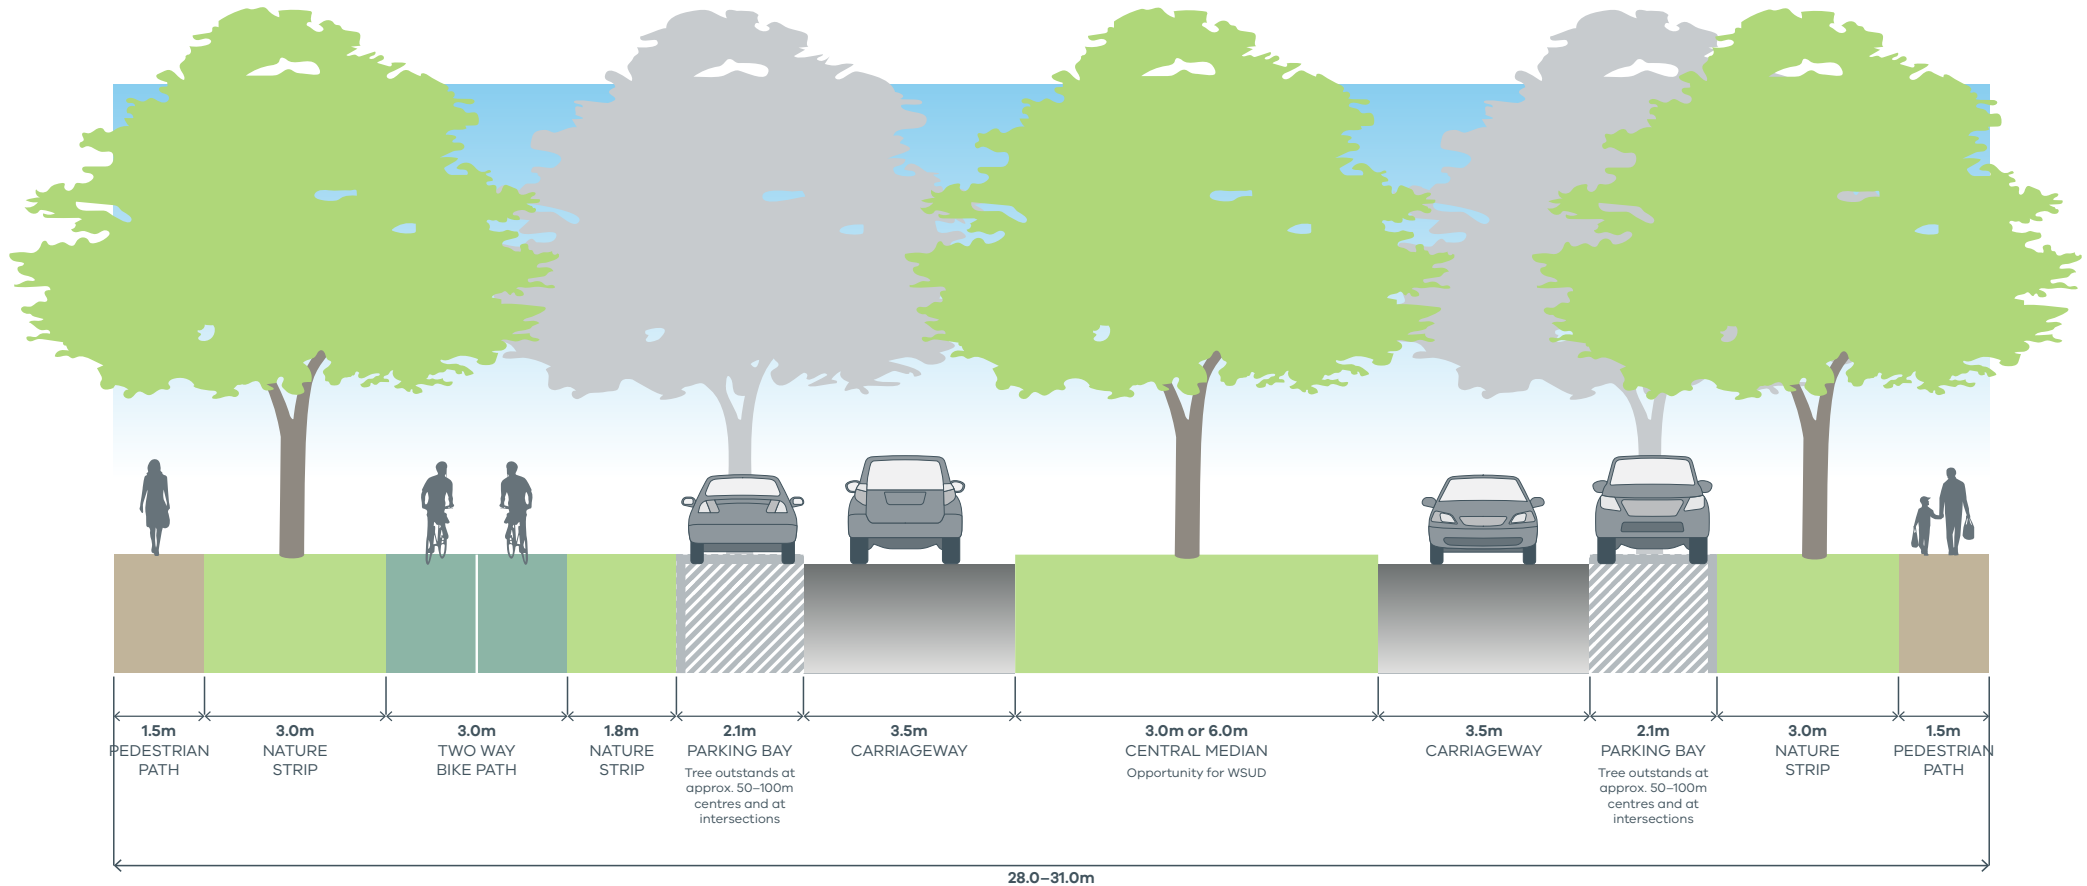 1.5m
PEDESTRIAN
PATH
3.0m
NATURE
STRIP
3.0m
TWO WAY
BIKE PATH
1.8m
NATURE
STRIP
2.1m
PARKING BAY
Tree outstands at
approx. 50–100m
centres and at
intersections
3.5m
CARRIAGEWAY
3.0m or 6.0m
CENTRAL MEDIAN
Opportunity for WSUD
3.5m
CARRIAGEWAY
2.1m
PARKING BAY
Tree outstands at
approx. 50–100m
centres and at
intersections
3.0m
NATURE
STRIP
1.5m
PEDESTRIAN
PATH
28.0–31.0m